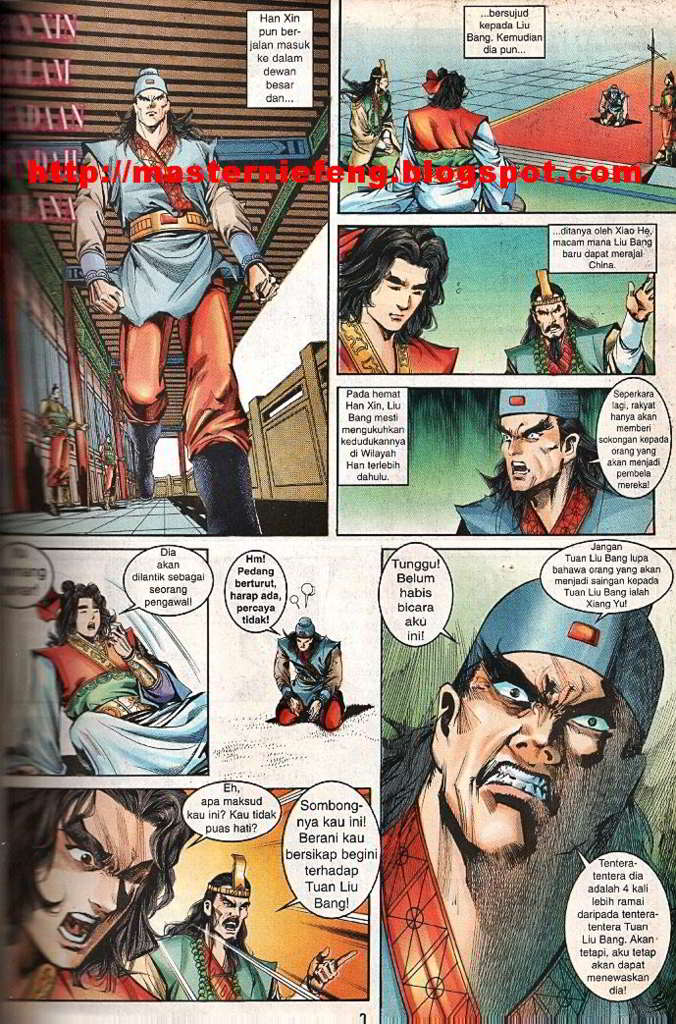 Han Xin
pun ber-
jalan masuk
ke dalam
dewan
besar
dan...
...bersujud
kepada Liu
Bang. Kemudian
dia pun...
http://masterniefeng.blogspot.com
...ditanya oleh Xiao He,
macam mana Liu Bang
baru dapat merajai
China.
Pada hemat
Han Xin, Liu
Bang mesti
mengukuhkan
kedudukannya
di Wilayah
Han terlebih
dahulu.
Seperkara
lagi, rakyat
hanya akan
memberi
sokongan kepada
orang yang
akan menjadi
pembela
mereka!
Dia
akan
dilantik sebagai
seorang
pengawal!
Hm!
Pedang
berturut,
harap ada,
percaya
tidak!
Tunggu!
Belum
habis
bicara
aku
ini!
Jangan
Tuan Liu Bang lupa
bahawa orang yang akan
menjadi saingan kepada
Tuan Liu Bang ialah
Xiang Yu!
Eh,
apa maksud
kau ini? Kau tidak
puas hati?
Sombong-
nya kau ini!
Berani kau
bersikap begini
terhadap
Tuan Liu
Bang!
Tentera-
tentera dia
adalah 4 kali
lebih ramai
daripada tentera-
tentera Tuan
Liu Bang. Akan
tetapi, aku tetap
akan dapat
menewaskan
dia!